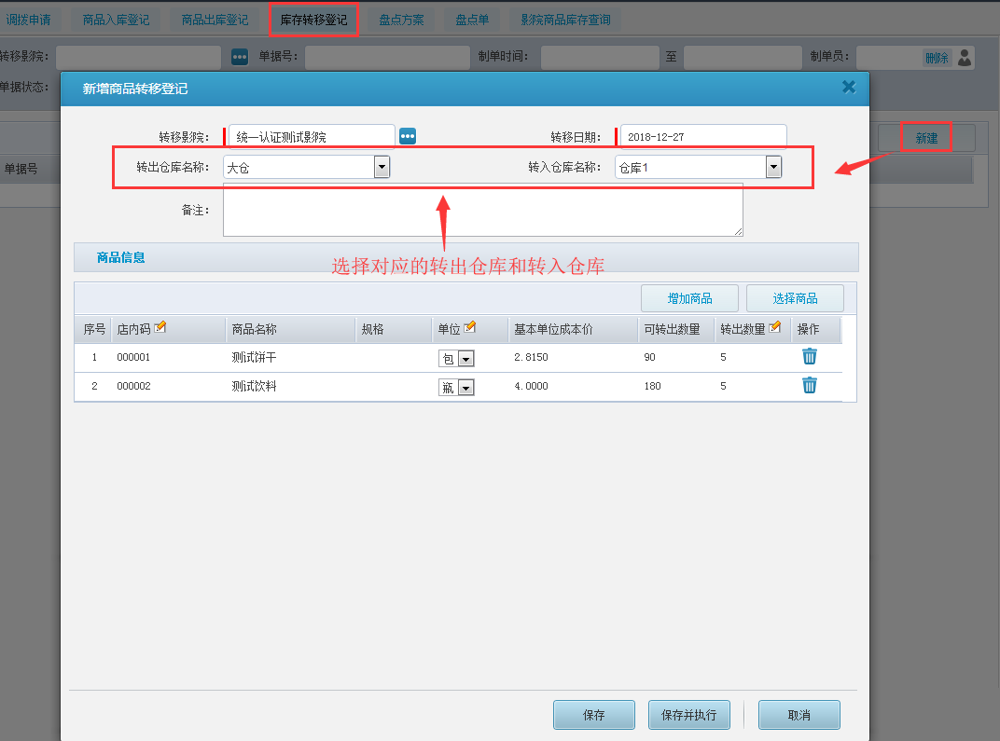 调拨申请 商品入库登记 商品出库登记 库存转移登记 盘点方案 盘点单 影院商品库存查询
转移影院: 单据号: 制单时间: 至 制单员: 删除
单据状态:
新增商品转移登记
新建
单据号
转移影院: 统一认证测试影院 转移日期: 2018-12-27
转出仓库名称: 大仓 转入仓库名称: 仓库1
备注:
选择对应的转出仓库和转入仓库
商品信息
增加商品 选择商品
序号 店内码 商品名称 规格 单位 基本单位成本价 可转出数量 转出数量 操作
1 000001 测试饼干 包 2.8150 90 5
2 000002 测试饮料 瓶 4.0000 180 5
保存 保存并执行 取消